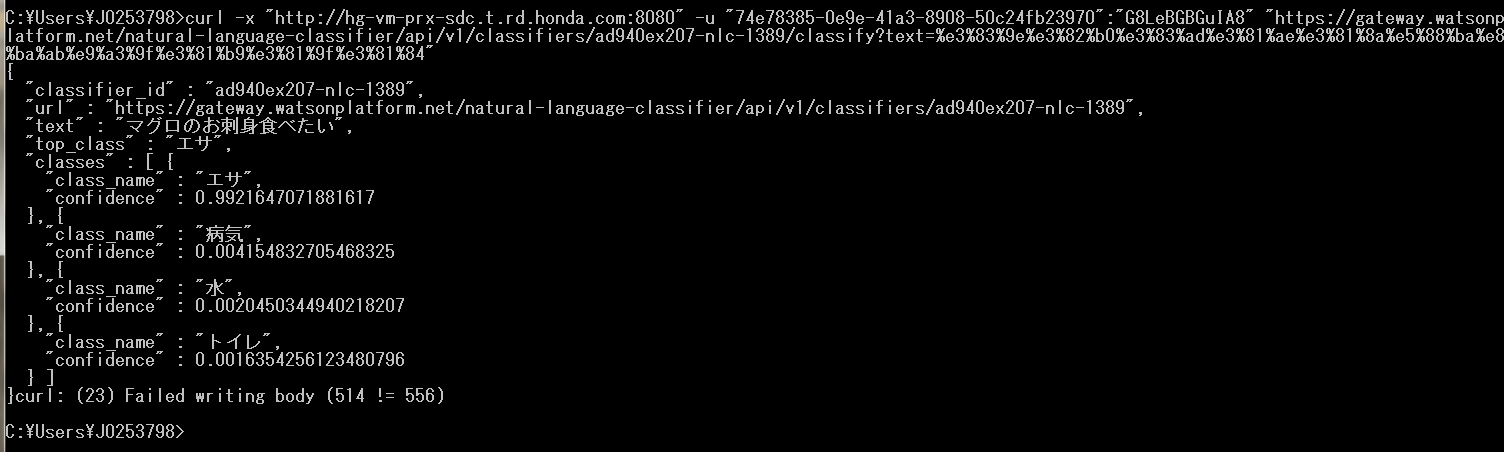 C:¥Users¥J0253798>curl -x "http://hg-vm-prx-sdc.t.rd.honda.com:8080" -u "74e78385-0e9e-41a3-8908-50c24fb23970":"G8LeBGBGuIA8" "https://gateway.watsonp
latform.net/natural-language-classifier/api/v1/classifiers/ad940ex207-nlc-1389/classify?text=%e3%83%9e%e3%82%b0%e3%83%ad%e3%81%ae%e3%81%8a%e5%88%ba%e8
%ba%ab%e9%a3%9f%e3%81%b9%e3%81%9f%e3%81%84"
{
  "classifier_id" : "ad940ex207-nlc-1389",
  "url" : "https://gateway.watsonplatform.net/natural-language-classifier/api/v1/classifiers/ad940ex207-nlc-1389",
  "text" : "マグロのお刺身食べたい",
  "top_class" : "エサ",
  "classes" : [ {
    "class_name" : "エサ",
    "confidence" : 0.9921647071881617
  }, {
    "class_name" : "病気",
    "confidence" : 0.004154832705468325
  }, {
    "class_name" : "水",
    "confidence" : 0.0020450344940218207
  }, {
    "class_name" : "トイレ",
    "confidence" : 0.0016354256123480796
  } ]
}curl: (23) Failed writing body (514 != 556)
C:¥Users¥J0253798>